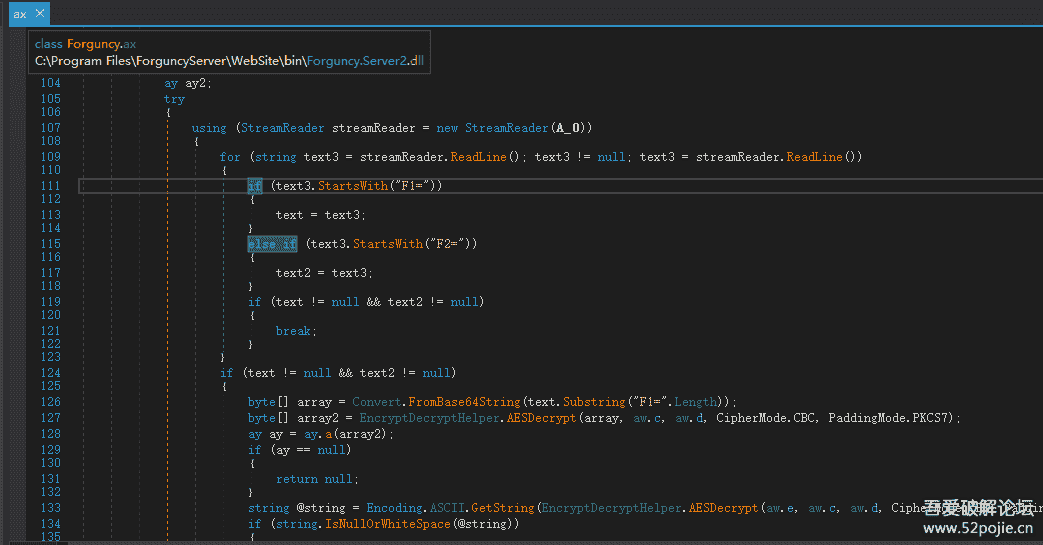 ax ✕
class Forguncy.ax
C:\Program Files\ForguncyServer\WebSite\bin\Forguncy.Server2.dll
104 ay ay2;
105 try
106 {
107 using (StreamReader streamReader = new StreamReader(A_0))
108 {
109 for (string text3 = streamReader.ReadLine(); text3 != null; text3 = streamReader.ReadLine())
110 {
111 if (text3.StartsWith("F1="))
112 {
113 text = text3;
114 }
115 else if (text3.StartsWith("F2="))
116 {
117 text2 = text3;
118 }
119 if (text != null && text2 != null)
120 {
121 break;
122 }
123 }
124 if (text != null && text2 != null)
125 {
126 byte[] array = Convert.FromBase64String(text.Substring("F1=".Length));
127 byte[] array2 = EncryptDecryptHelper.AESDecrypt(array, aw.c, aw.d, CipherMode.CBC, PaddingMode.PKCS7);
128 ay ay = ay.a(array2);
129 if (ay == null)
130 {
131 return null;
132 }
133 string @string = Encoding.ASCII.GetString(EncryptDecryptHelper.AESDecrypt(aw.e, aw.c, aw.d,
134 if (string.IsNullOrWhiteSpace(@string))
135 {
吾爱破解论坛
www.52pojie.cn